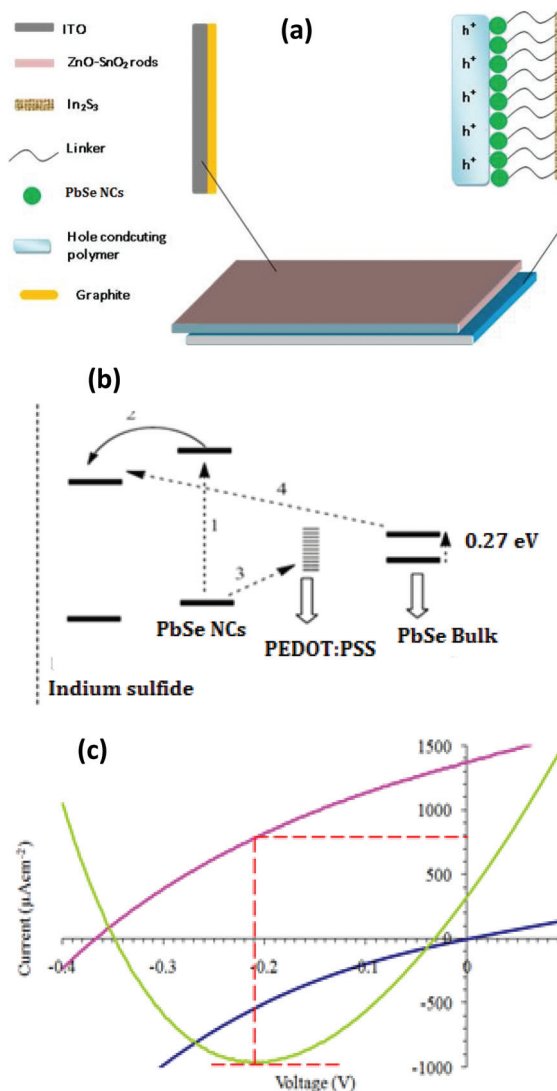 (a)
ITO
ZnO-SnO₂ rods
In₂S₃
Linker
PbSe NCs
Hole condcuting
polymer
Graphite
h⁺
h⁺
h⁺
h⁺
h⁺
(b)
2
4
1
3
0.27 eV
PbSe NCs
PEDOT:PSS
PbSe Bulk
Indium sulfide
(c)
1500
1000
500
0
-500
-1000
-0.4
-0.3
-0.2
0.1
0
Current (µAcm⁻²)
Voltage (V)